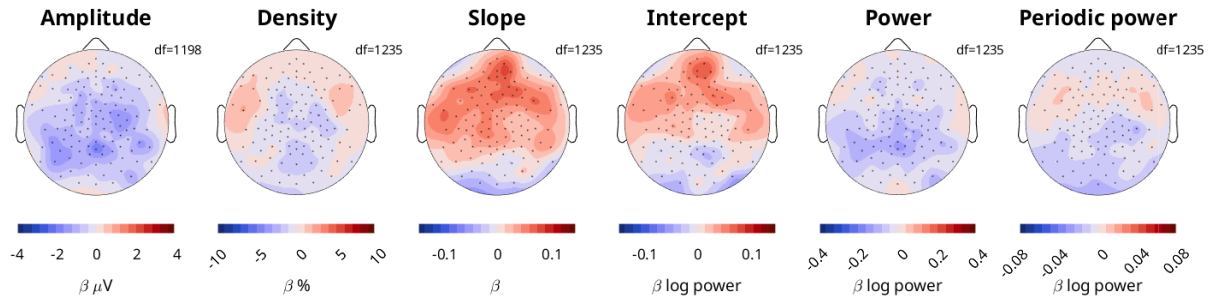 Amplitude Density Slope Intercept Power Periodic power
df=1198 df=1235 df=1235 df=1235 df=1235 df=1235
-4 -2 0 2 4 -10 -5 0 5 10 -0.1 0 0.1 -0.1 0 0.1 -0.4 -0.2 0 0.2 0.4 -0.08 -0.04 0 0.04 0.08
β μV β % β β log power β log power β log power